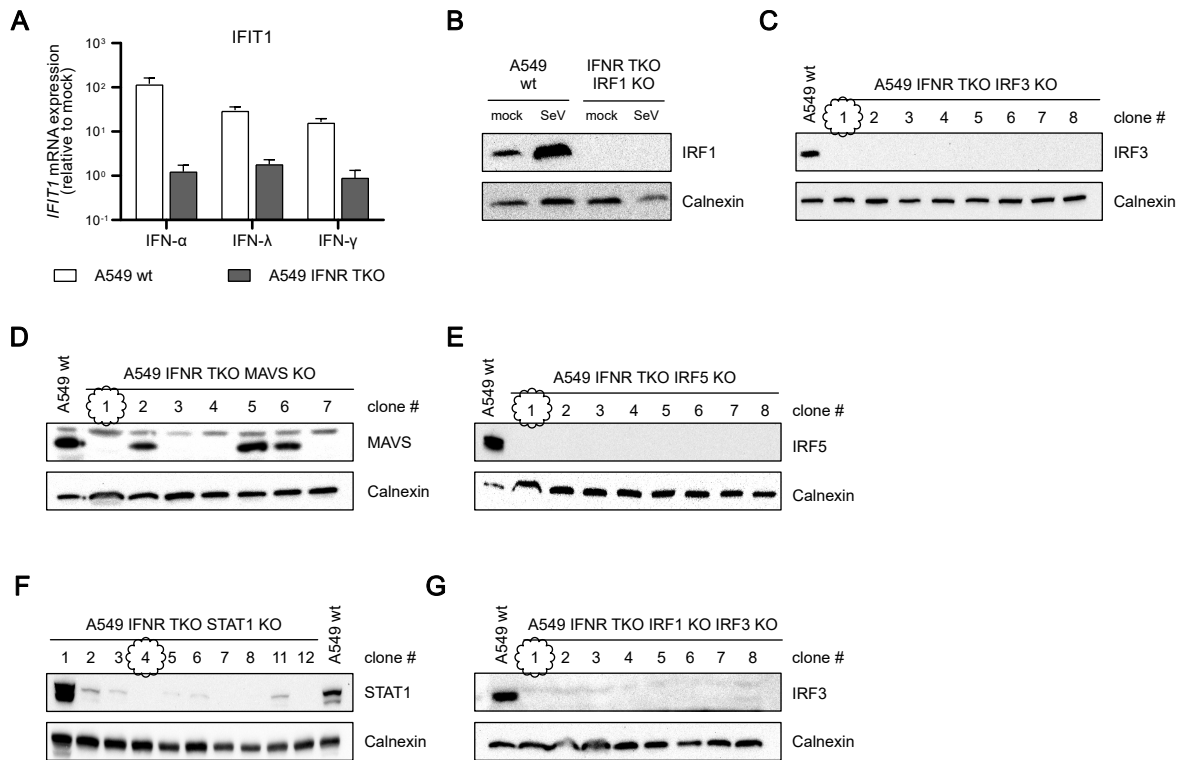 A
IFIT1
IFIT1 mRNA expression
(relative to mock)
10³
10²
10¹
10⁰
10⁻¹
IFN-α
IFN-λ
IFN-γ
A549 wt
A549 IFNR TKO
B
A549
wt
IFNR TKO
IRF1 KO
mock SeV mock SeV
IRF1
Calnexin
C
A549 wt
A549 IFNR TKO IRF3 KO
1 2 3 4 5 6 7 8 clone #
IRF3
Calnexin
D
A549 wt
A549 IFNR TKO MAVS KO
1 2 3 4 5 6 7 clone #
MAVS
Calnexin
E
A549 wt
A549 IFNR TKO IRF5 KO
1 2 3 4 5 6 7 8 clone #
IRF5
Calnexin
F
A549 IFNR TKO STAT1 KO
A549 wt
1 2 3 4 5 6 7 8 11 12 clone #
STAT1
Calnexin
G
A549 wt
A549 IFNR TKO IRF1 KO IRF3 KO
1 2 3 4 5 6 7 8 clone #
IRF3
Calnexin